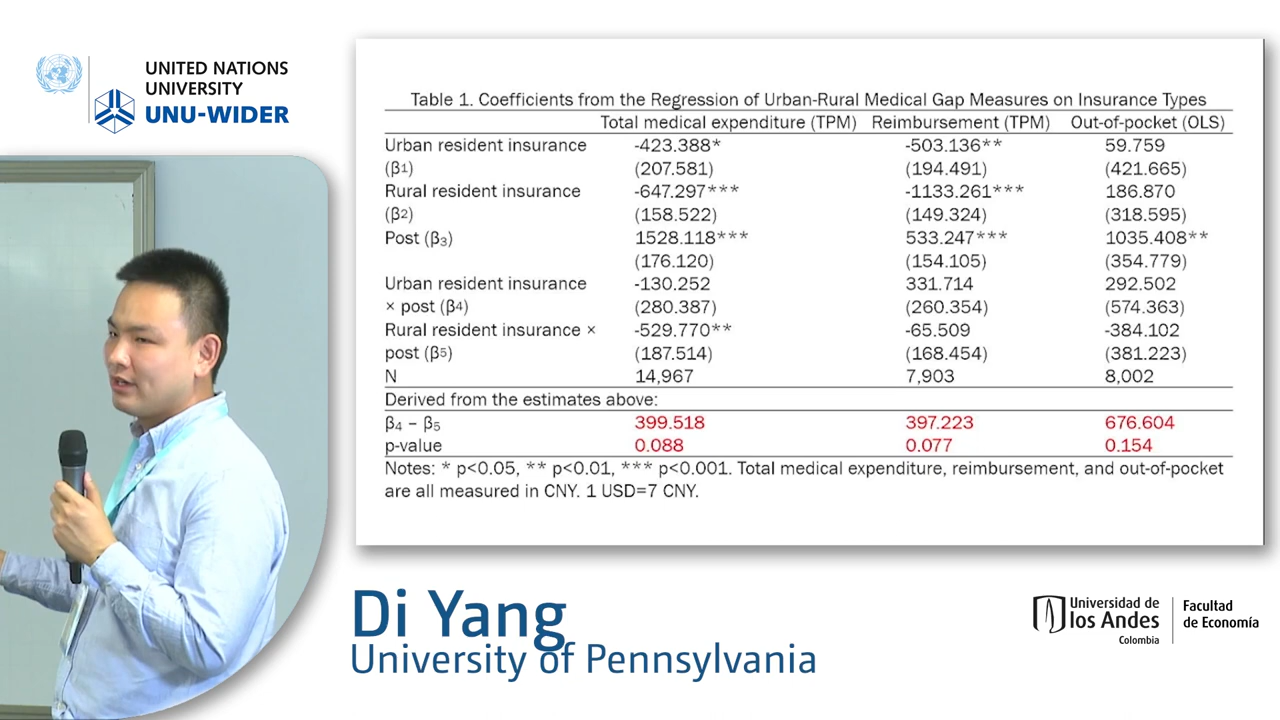 UNITED NATIONS
UNIVERSITY
UNU-WIDER
Table 1. Coefficients from the Regression of Urban-Rural Medical Gap Measures on Insurance Types
Total medical expenditure (TPM) Reimbursement (TPM) Out-of-pocket (OLS)
Urban resident insurance -423.388* -503.136** 59.759
(β1) (207.581) (194.491) (421.665)
Rural resident insurance -647.297*** -1133.261*** 186.870
(β2) (158.522) (149.324) (318.595)
Post (β3) 1528.118*** 533.247*** 1035.408**
(176.120) (154.105) (354.779)
Urban resident insurance -130.252 331.714 292.502
× post (β4) (280.387) (260.354) (574.363)
Rural resident insurance × -529.770** -65.509 -384.102
post (β5) (187.514) (168.454) (381.223)
N 14,967 7,903 8,002
Derived from the estimates above:
β4 – β5 399.518 397.223 676.604
p-value 0.088 0.077 0.154
Notes: * p<0.05, ** p<0.01, *** p<0.001. Total medical expenditure, reimbursement, and out-of-pocket
are all measured in CNY. 1 USD=7 CNY.
Di Yang
University of Pennsylvania
Universidad de
los Andes
Colombia
Facultad
de Economía